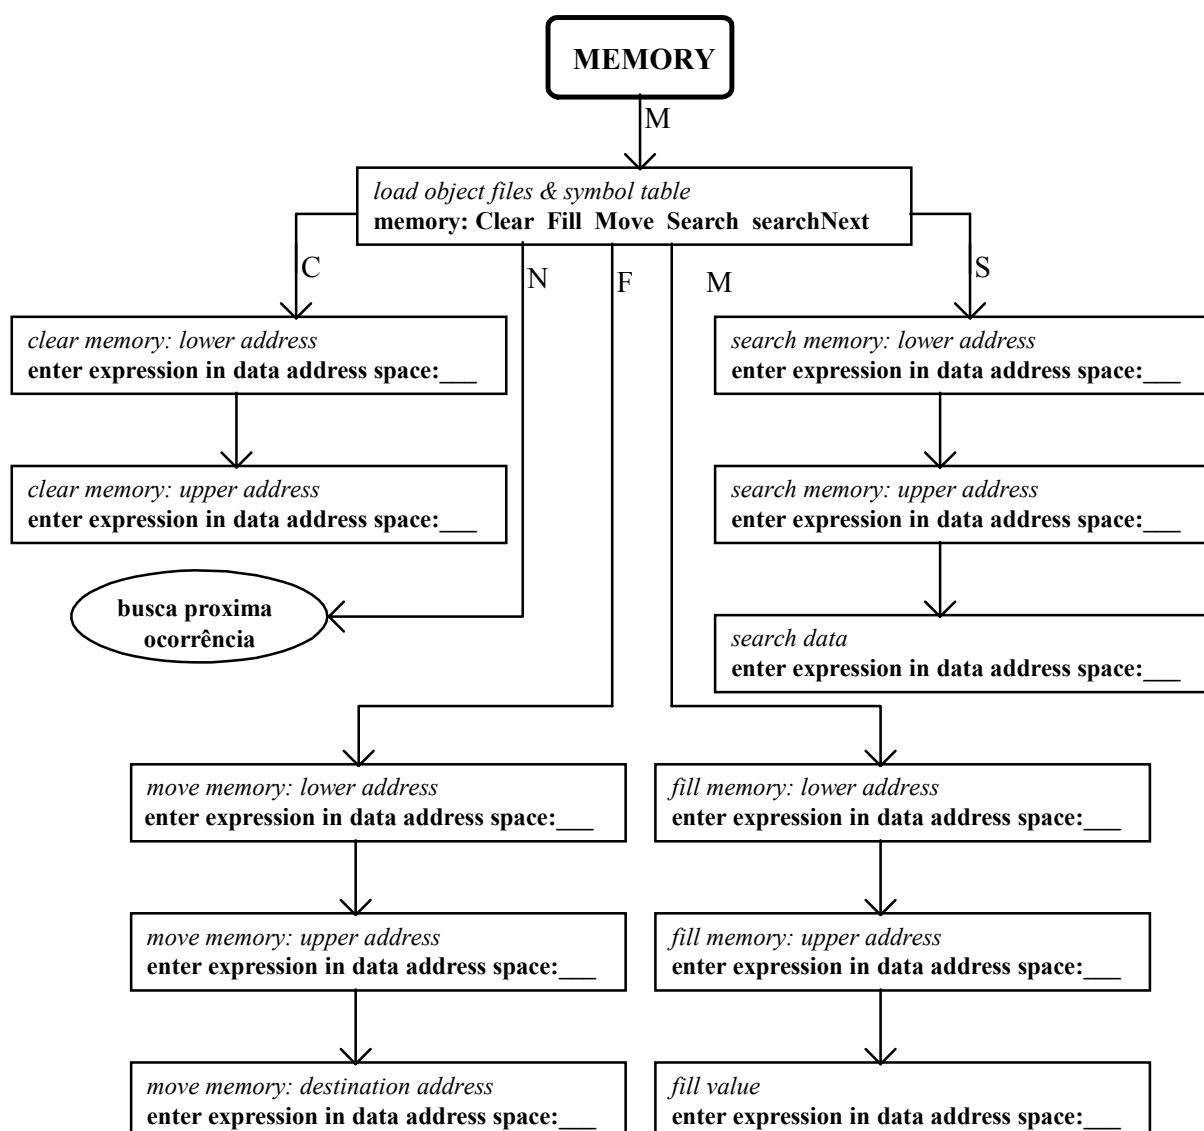 MEMORY
M
load object files & symbol table
memory: Clear Fill Move Search searchNext
C
N
F
M
S
clear memory: lower address
enter expression in data address space:___
search memory: lower address
enter expression in data address space:___
clear memory: upper address
enter expression in data address space:___
search memory: upper address
enter expression in data address space:___
busca proxima
ocorrência
search data
enter expression in data address space:___
move memory: lower address
enter expression in data address space:___
fill memory: lower address
enter expression in data address space:___
move memory: upper address
enter expression in data address space:___
fill memory: upper address
enter expression in data address space:___
move memory: destination address
enter expression in data address space:___
fill value
enter expression in data address space:___